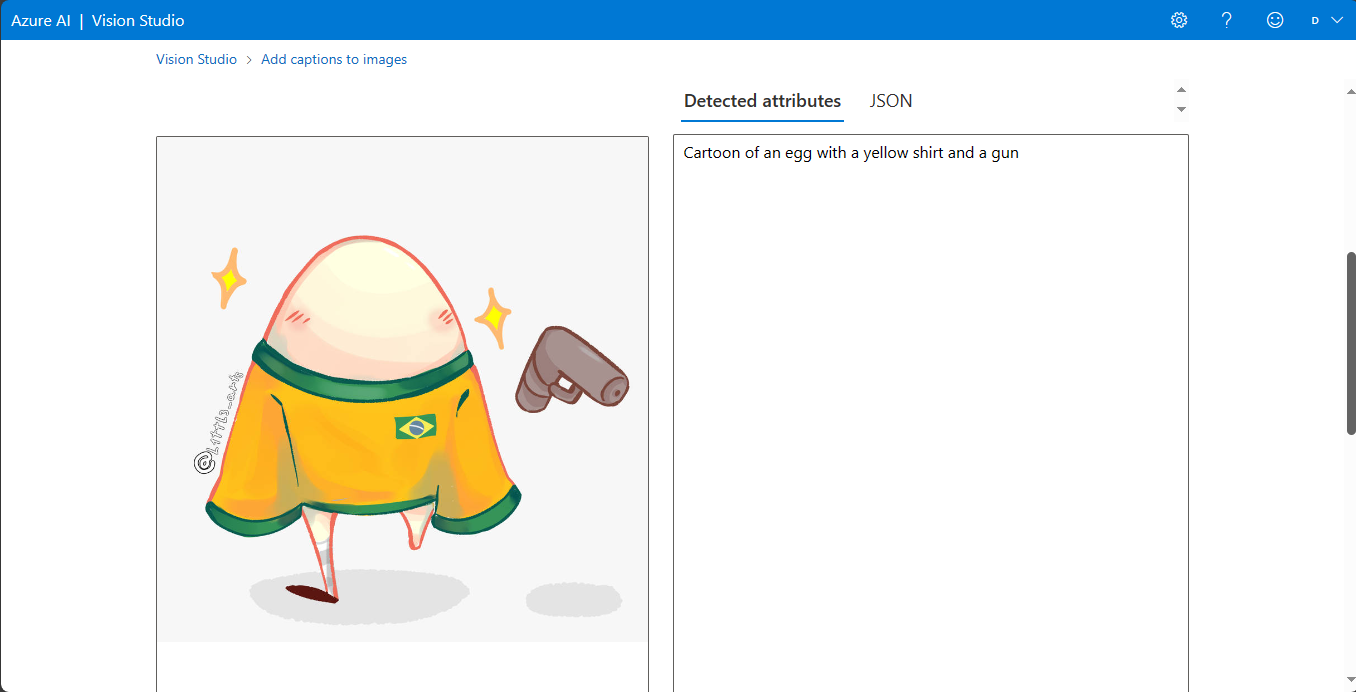 Azure AI | Vision Studio
D
Vision Studio > Add captions to images
Detected attributes JSON
Cartoon of an egg with a yellow shirt and a gun
@L1TTL3_arts